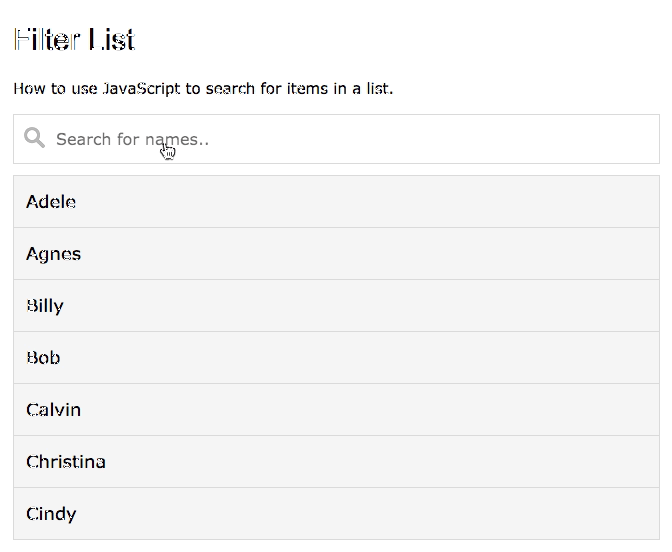 Filter List
How to use JavaScript to search for items in a list.
Search for names..
Adele
Agnes
Billy
Bob
Calvin
Christina
Cindy